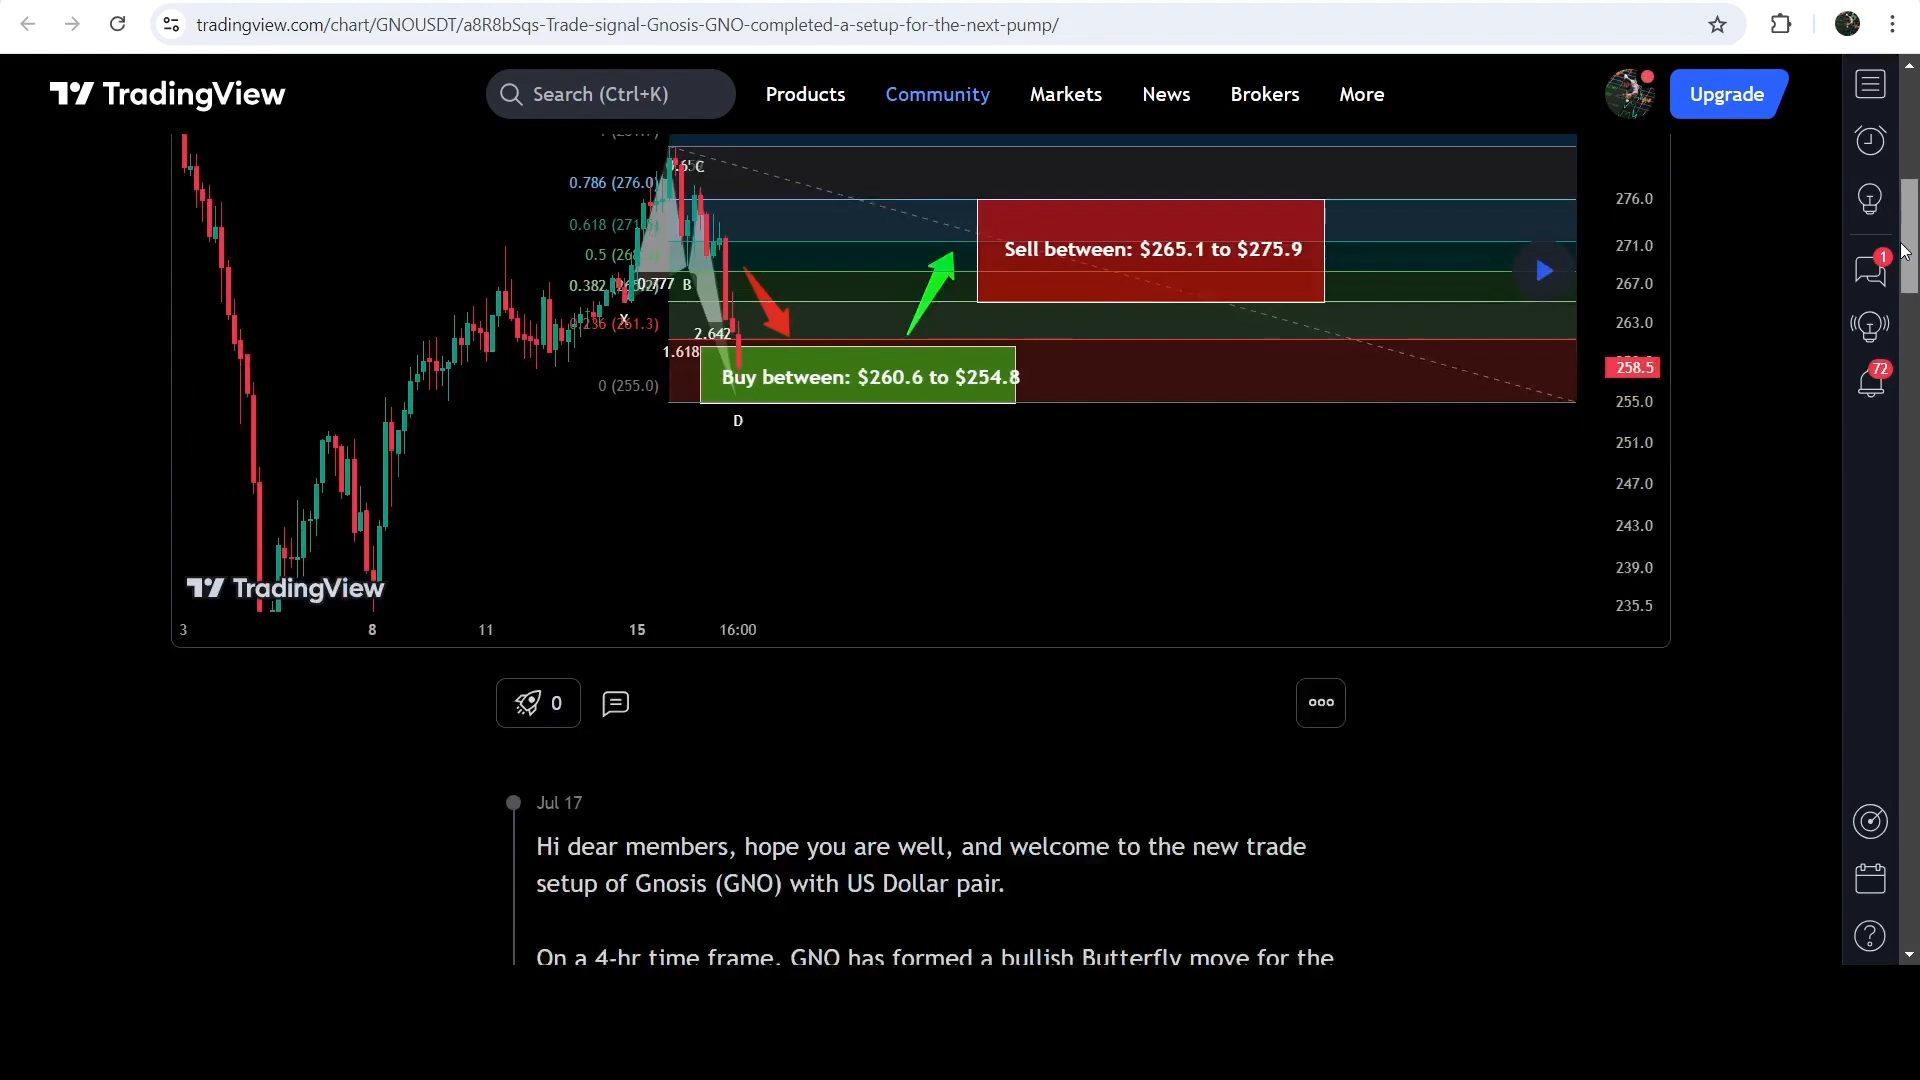 tradingview.com/chart/GNOUSDT/a8R8bSqs-Trade-signal-Gnosis-GNO-completed-a-setup-for-the-next-pump/
TradingView
Search (Ctrl+K)
Products
Community
Markets
News
Brokers
More
Upgrade
C
0.786 (276.0)
276.0
0.618
0.5
0.382
0.777
B
X
0.236 (261.3)
2.642
1.618
0 (255.0)
D
Sell between: $265.1 to $275.9
Buy between: $260.6 to $254.8
271.0
267.0
263.0
258.5
255.0
251.0
247.0
243.0
239.0
235.5
TradingView
3
8
11
15
16:00
1
72
0
Jul 17
Hi dear members, hope you are well, and welcome to the new trade
setup of Gnosis (GNO) with US Dollar pair.
On a 4-hr time frame, GNO has formed a bullish Butterfly move for the